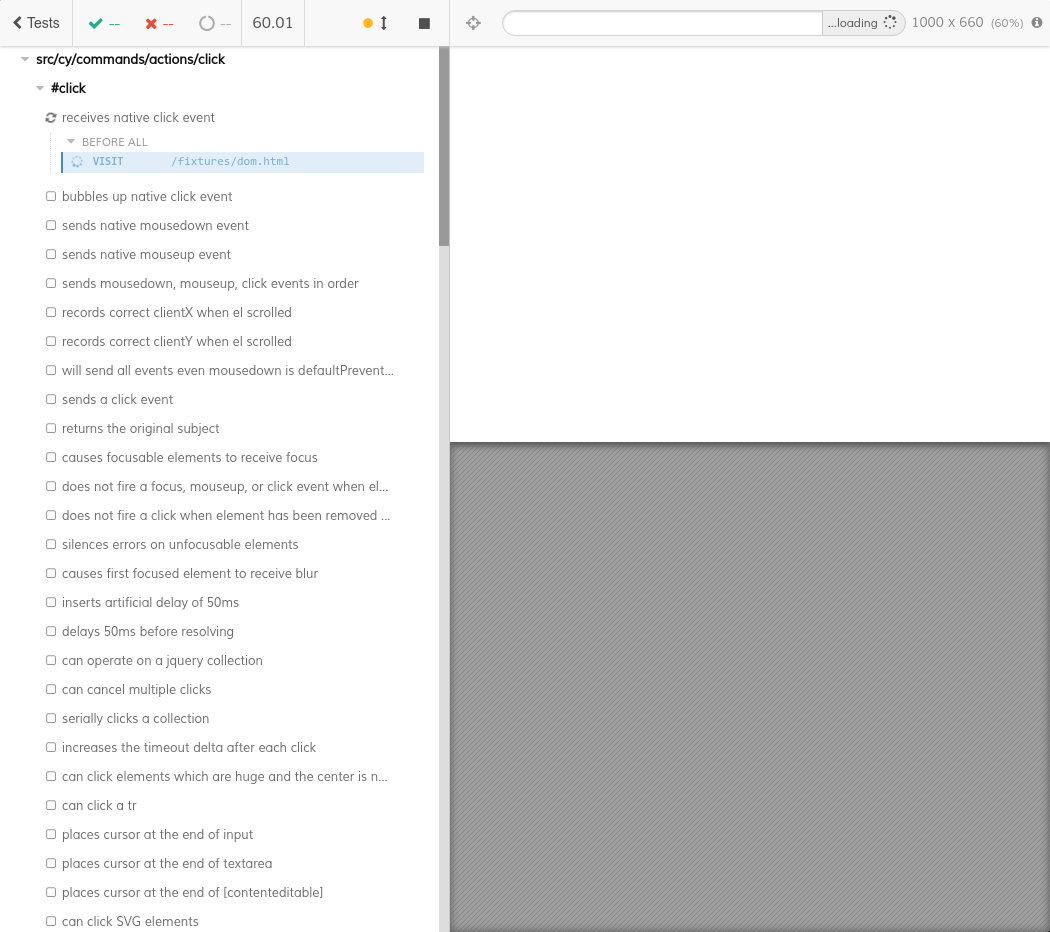 Tests -- -- -- 60.01 ...loading 1000 x 660 (60%)
src/cy/commands/actions/click
#click
receives native click event
BEFORE ALL
VISIT /fixtures/dom.html
bubbles up native click event
sends native mousedown event
sends native mouseup event
sends mousedown, mouseup, click events in order
records correct clientX when el scrolled
records correct clientY when el scrolled
will send all events even mousedown is defaultPrevent...
sends a click event
returns the original subject
causes focusable elements to receive focus
does not fire a focus, mouseup, or click event when el...
does not fire a click when element has been removed ...
silences errors on unfocusable elements
causes first focused element to receive blur
inserts artificial delay of 50ms
delays 50ms before resolving
can operate on a jquery collection
can cancel multiple clicks
serially clicks a collection
increases the timeout delta after each click
can click elements which are huge and the center is n...
can click a tr
places cursor at the end of input
places cursor at the end of textarea
places cursor at the end of [contenteditable]
can click SVG elements